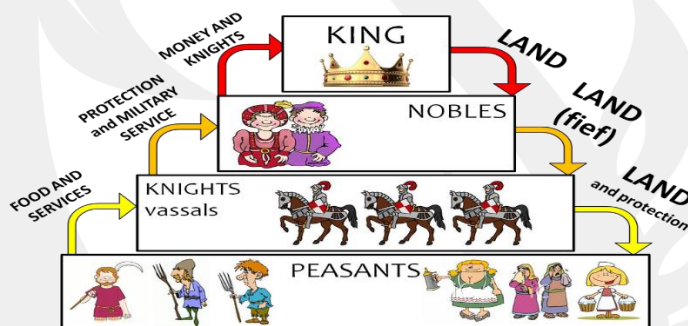 KING
MONEY AND
KNIGHTS
LAND
NOBLES
PROTECTION
and MILITARY
SERVICE
LAND
(fief)
KNIGHTS
vassals
FOOD AND
SERVICES
LAND
and protection
PEASANTS